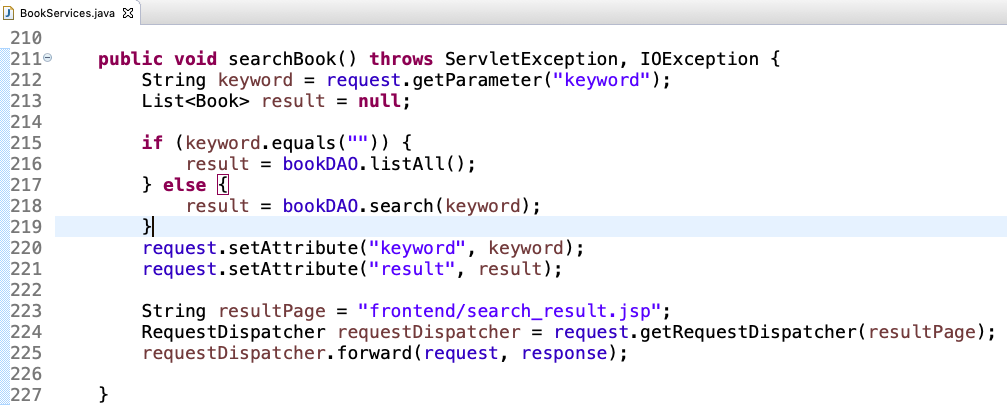 BookServices.java
210
211    public void searchBook() throws ServletException, IOException {
212        String keyword = request.getParameter("keyword");
213        List<Book> result = null;
214
215        if (keyword.equals("")) {
216            result = bookDAO.listAll();
217        } else {
218            result = bookDAO.search(keyword);
219        }
220        request.setAttribute("keyword", keyword);
221        request.setAttribute("result", result);
222
223        String resultPage = "frontend/search_result.jsp";
224        RequestDispatcher requestDispatcher = request.getRequestDispatcher(resultPage);
225        requestDispatcher.forward(request, response);
226
227    }